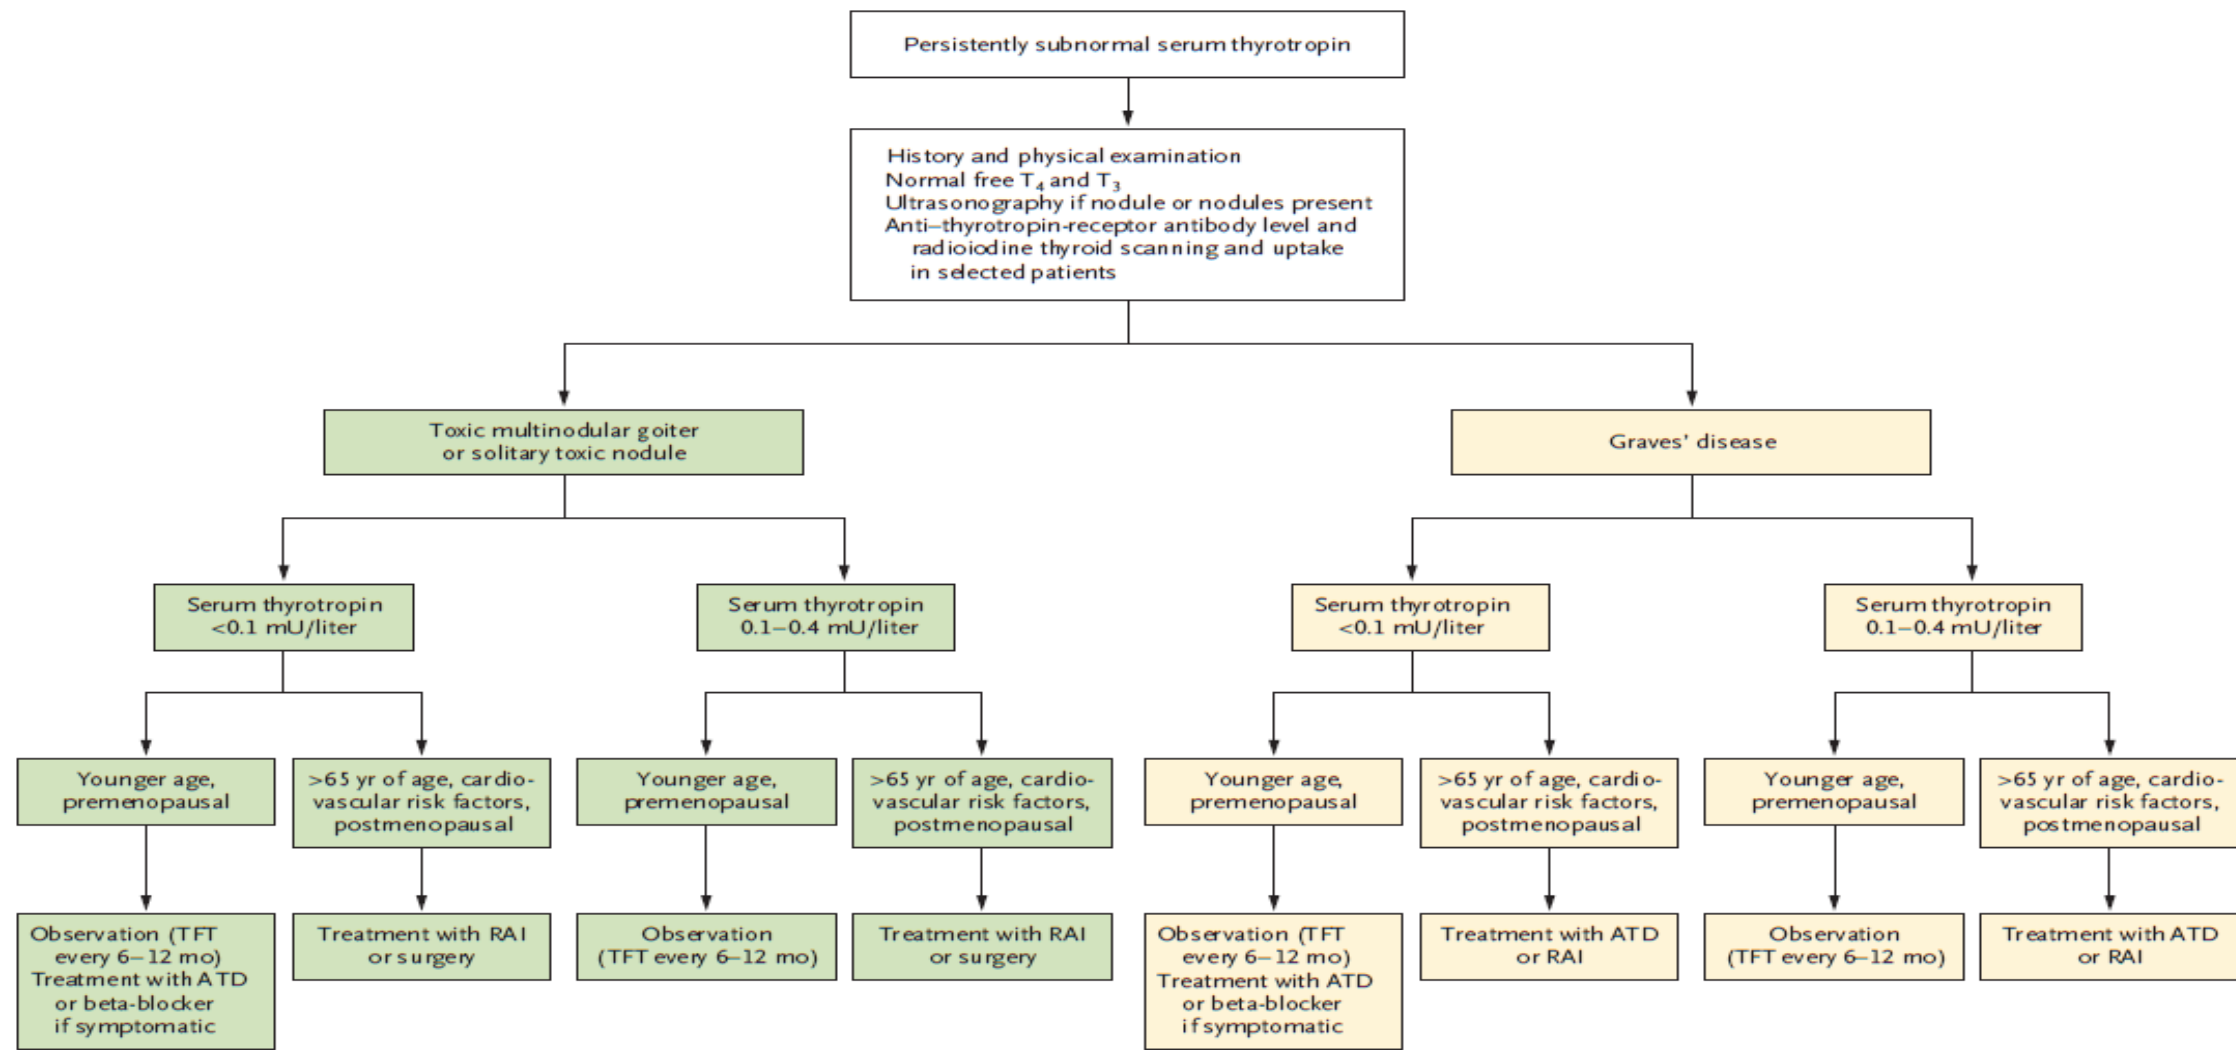 Persistently subnormal serum thyrotropin
History and physical examination
Normal free T₄ and T₃
Ultrasonography if nodule or nodules present
Anti–thyrotropin-receptor antibody level and
radioiodine thyroid scanning and uptake
in selected patients
Toxic multinodular goiter
or solitary toxic nodule
Graves' disease
Serum thyrotropin
<0.1 mU/liter
Serum thyrotropin
0.1–0.4 mU/liter
Serum thyrotropin
<0.1 mU/liter
Serum thyrotropin
0.1–0.4 mU/liter
Younger age,
premenopausal
>65 yr of age, cardio-
vascular risk factors,
postmenopausal
Younger age,
premenopausal
>65 yr of age, cardio-
vascular risk factors,
postmenopausal
Younger age,
premenopausal
>65 yr of age, cardio-
vascular risk factors,
postmenopausal
Younger age,
premenopausal
>65 yr of age, cardio-
vascular risk factors,
postmenopausal
Observation (TFT
every 6–12 mo)
Treatment with ATD
or beta-blocker
if symptomatic
Treatment with RAI
or surgery
Observation
(TFT every 6–12 mo)
Treatment with RAI
or surgery
Observation (TFT
every 6–12 mo)
Treatment with ATD
or beta-blocker
if symptomatic
Treatment with ATD
or RAI
Observation
(TFT every 6–12 mo)
Treatment with ATD
or RAI